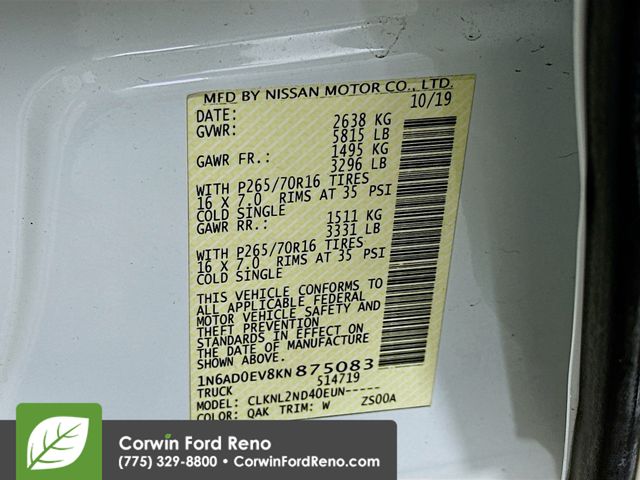 MFD BY NISSAN MOTOR CO., LTD.
DATE: 10/19
GVWR: 2638 KG
5815 LB
GAWR FR.: 1495 KG
3296 LB
WITH P265/70R16 TIRES
16 X 7.0 RIMS AT 35 PSI
COLD SINGLE
GAWR RR.: 1511 KG
3331 LB
WITH P265/70R16 TIRES
16 X 7.0 RIMS AT 35 PSI
COLD SINGLE
THIS VEHICLE CONFORMS TO
ALL APPLICABLE FEDERAL
MOTOR VEHICLE SAFETY AND
THEFT PREVENTION
STANDARDS IN EFFECT ON
THE DATE OF MANUFACTURE
SHOWN ABOVE.
1N6AD0EV8KN 875083
TRUCK 514719
MODEL: CLKNL2ND40EUN-----
COLOR: QAK TRIM: W ZS00A
Corwin Ford Reno
(775) 329-8800 • CorwinFordReno.com